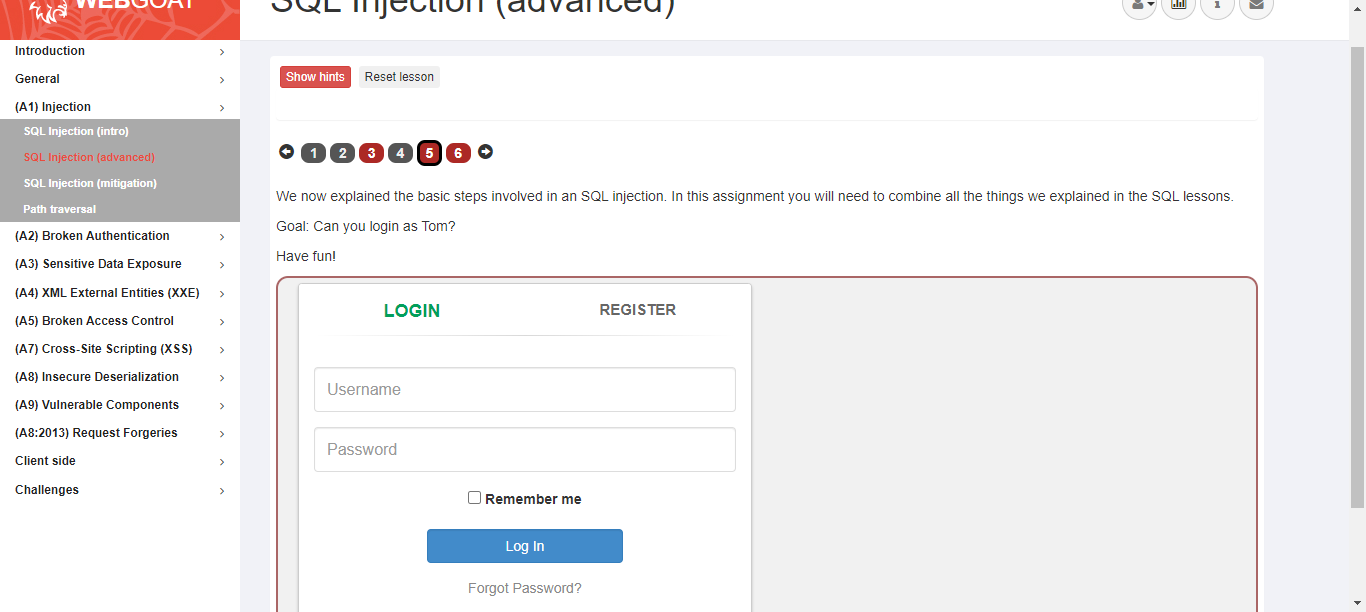 WEBGOAT
SQL Injection (advanced)
Introduction
General
(A1) Injection
SQL Injection (intro)
SQL Injection (advanced)
SQL Injection (mitigation)
Path traversal
(A2) Broken Authentication
(A3) Sensitive Data Exposure
(A4) XML External Entities (XXE)
(A5) Broken Access Control
(A7) Cross-Site Scripting (XSS)
(A8) Insecure Deserialization
(A9) Vulnerable Components
(A8:2013) Request Forgeries
Client side
Challenges
Show hints Reset lesson
1 2 3 4 5 6
We now explained the basic steps involved in an SQL injection. In this assignment you will need to combine all the things we explained in the SQL lessons.
Goal: Can you login as Tom?
Have fun!
LOGIN REGISTER
Username
Password
Remember me
Log In
Forgot Password?